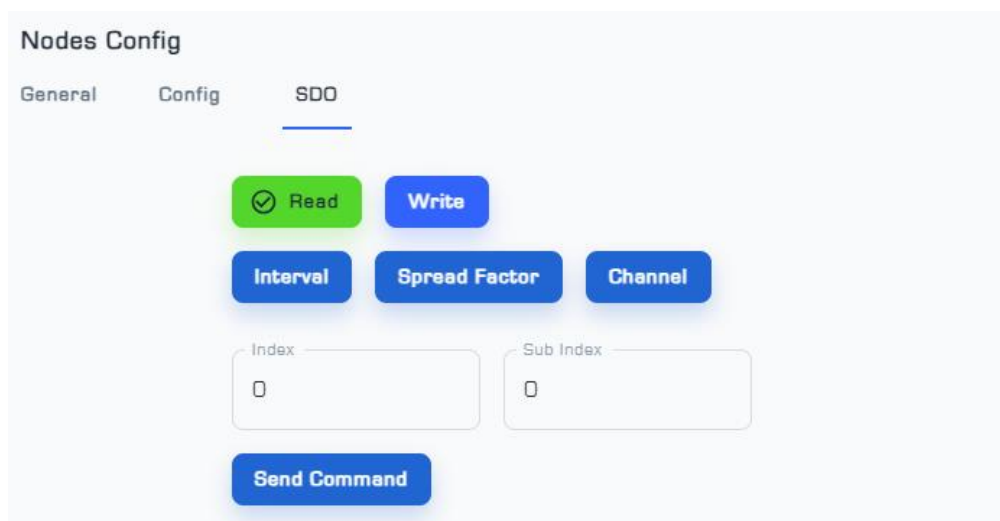 Nodes Config
General Config SDO
Read Write
Interval Spread Factor Channel
Index Sub Index
0 0
Send Command